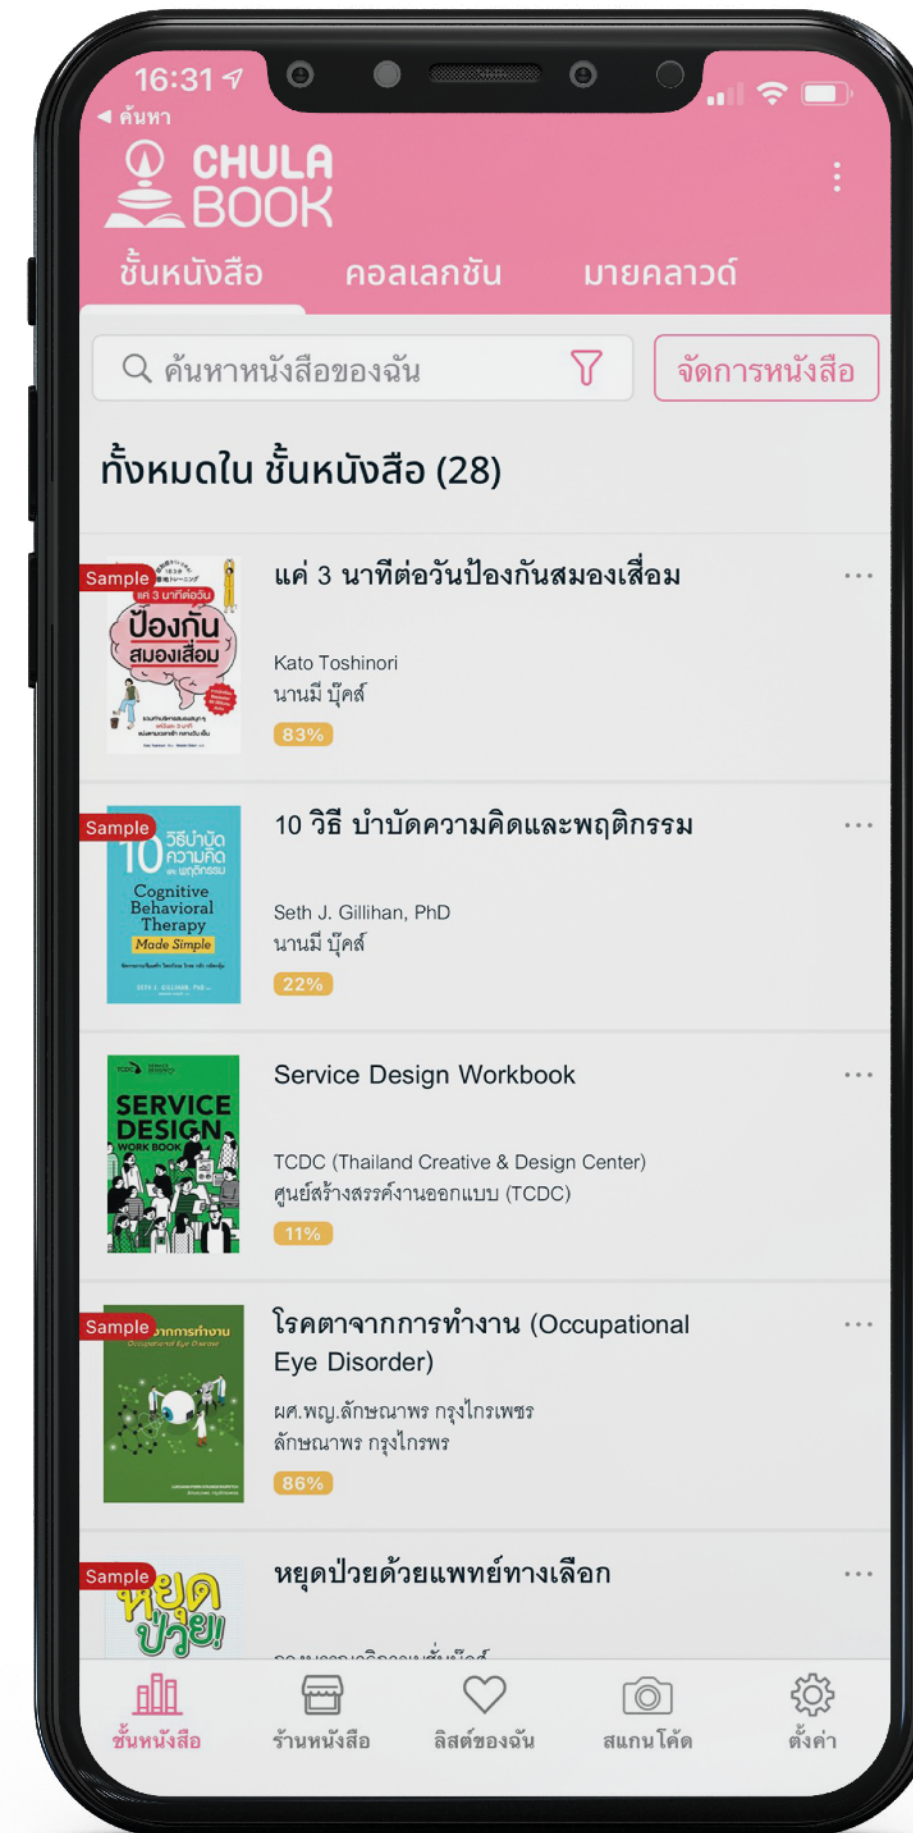 16:31
◀ ค้นหา
CHULA
BOOK
ชั้นหนังสือ คอลเลกชัน มายคลาวด์
ค้นหาหนังสือของฉัน
จัดการหนังสือ
ทั้งหมดใน ชั้นหนังสือ (28)
Sample
แค่ 3 นาทีต่อวัน
ป้องกัน
สมองเสื่อม
แค่ 3 นาทีต่อวันป้องกันสมองเสื่อม
Kato Toshinori
นานมี บุ๊คส์
83%
Sample
10 วิธีบำบัด
ความคิด
และ พฤติกรรม
Cognitive
Behavioral
Therapy
Made Simple
SETH J. GILLIHAN, PhD
10 วิธี บำบัดความคิดและพฤติกรรม
Seth J. Gillihan, PhD
นานมี บุ๊คส์
22%
TCDC
SERVICE
DESIGN
WORK BOOK
Service Design Workbook
TCDC (Thailand Creative & Design Center)
ศูนย์สร้างสรรค์งานออกแบบ (TCDC)
11%
Sample
จากการทำงาน
Occupational Eye Disease
โรคตาจากการทำงาน (Occupational
Eye Disorder)
ผศ.พญ.ลักษณาพร กรุงไกรเพชร
ลักษณาพร กรุงไกรพร
86%
Sample
หยุด
ป่วย!
หยุดป่วยด้วยแพทย์ทางเลือก
ชั้นหนังสือ ร้านหนังสือ ลิสต์ของฉัน สแกนโค้ด ตั้งค่า